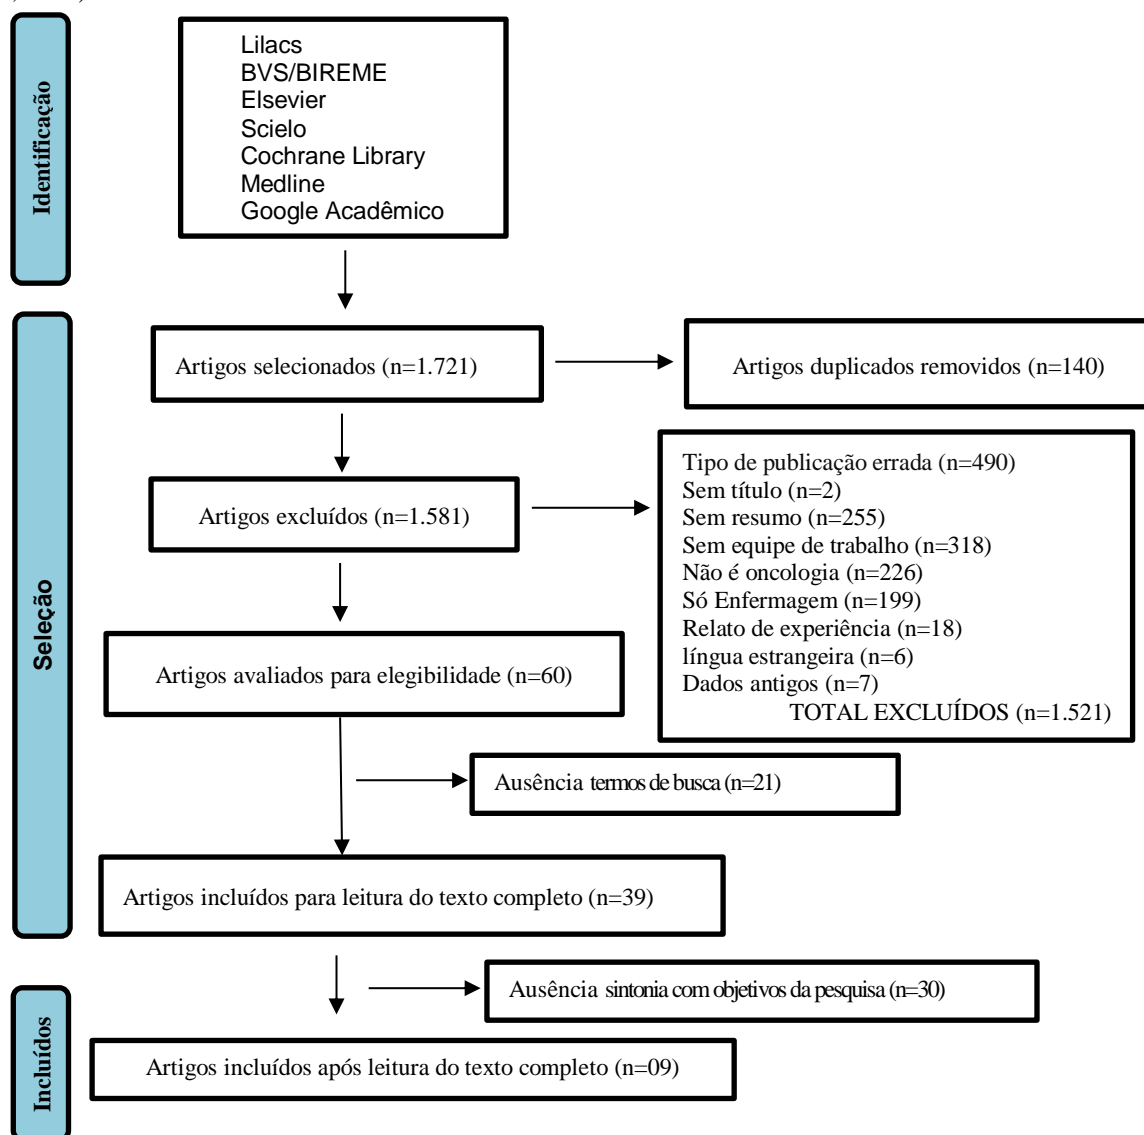 Identificação
Lilacs
BVS/BIREME
Elsevier
Scielo
Cochrane Library
Medline
Google Acadêmico
Seleção
Artigos selecionados (n=1.721)
Artigos duplicados removidos (n=140)
Artigos excluídos (n=1.581)
Tipo de publicação errada (n=490)
Sem título (n=2)
Sem resumo (n=255)
Sem equipe de trabalho (n=318)
Não é oncologia (n=226)
Só Enfermagem (n=199)
Relato de experiência (n=18)
língua estrangeira (n=6)
Dados antigos (n=7)
TOTAL EXCLUÍDOS (n=1.521)
Artigos avaliados para elegibilidade (n=60)
Ausência termos de busca (n=21)
Artigos incluídos para leitura do texto completo (n=39)
Incluídos
Ausência sintonia com objetivos da pesquisa (n=30)
Artigos incluídos após leitura do texto completo (n=09)